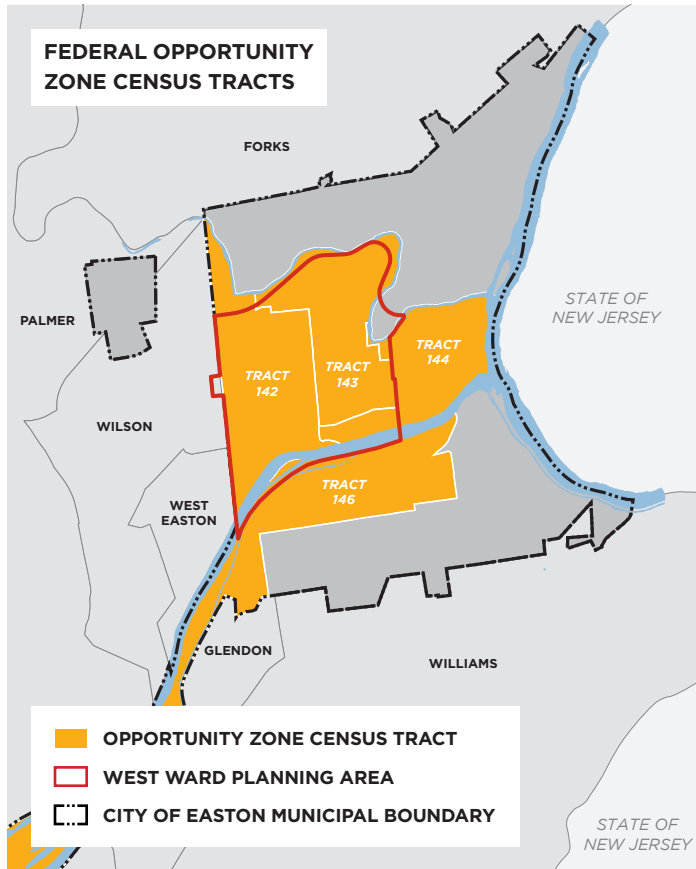 FEDERAL OPPORTUNITY
ZONE CENSUS TRACTS
FORKS
STATE OF
NEW JERSEY
PALMER
TRACT
144
TRACT
143
TRACT
142
WILSON
TRACT
146
WEST
EASTON
GLENDON
WILLIAMS
OPPORTUNITY ZONE CENSUS TRACT
WEST WARD PLANNING AREA
CITY OF EASTON MUNICIPAL BOUNDARY
STATE OF
NEW JERSEY